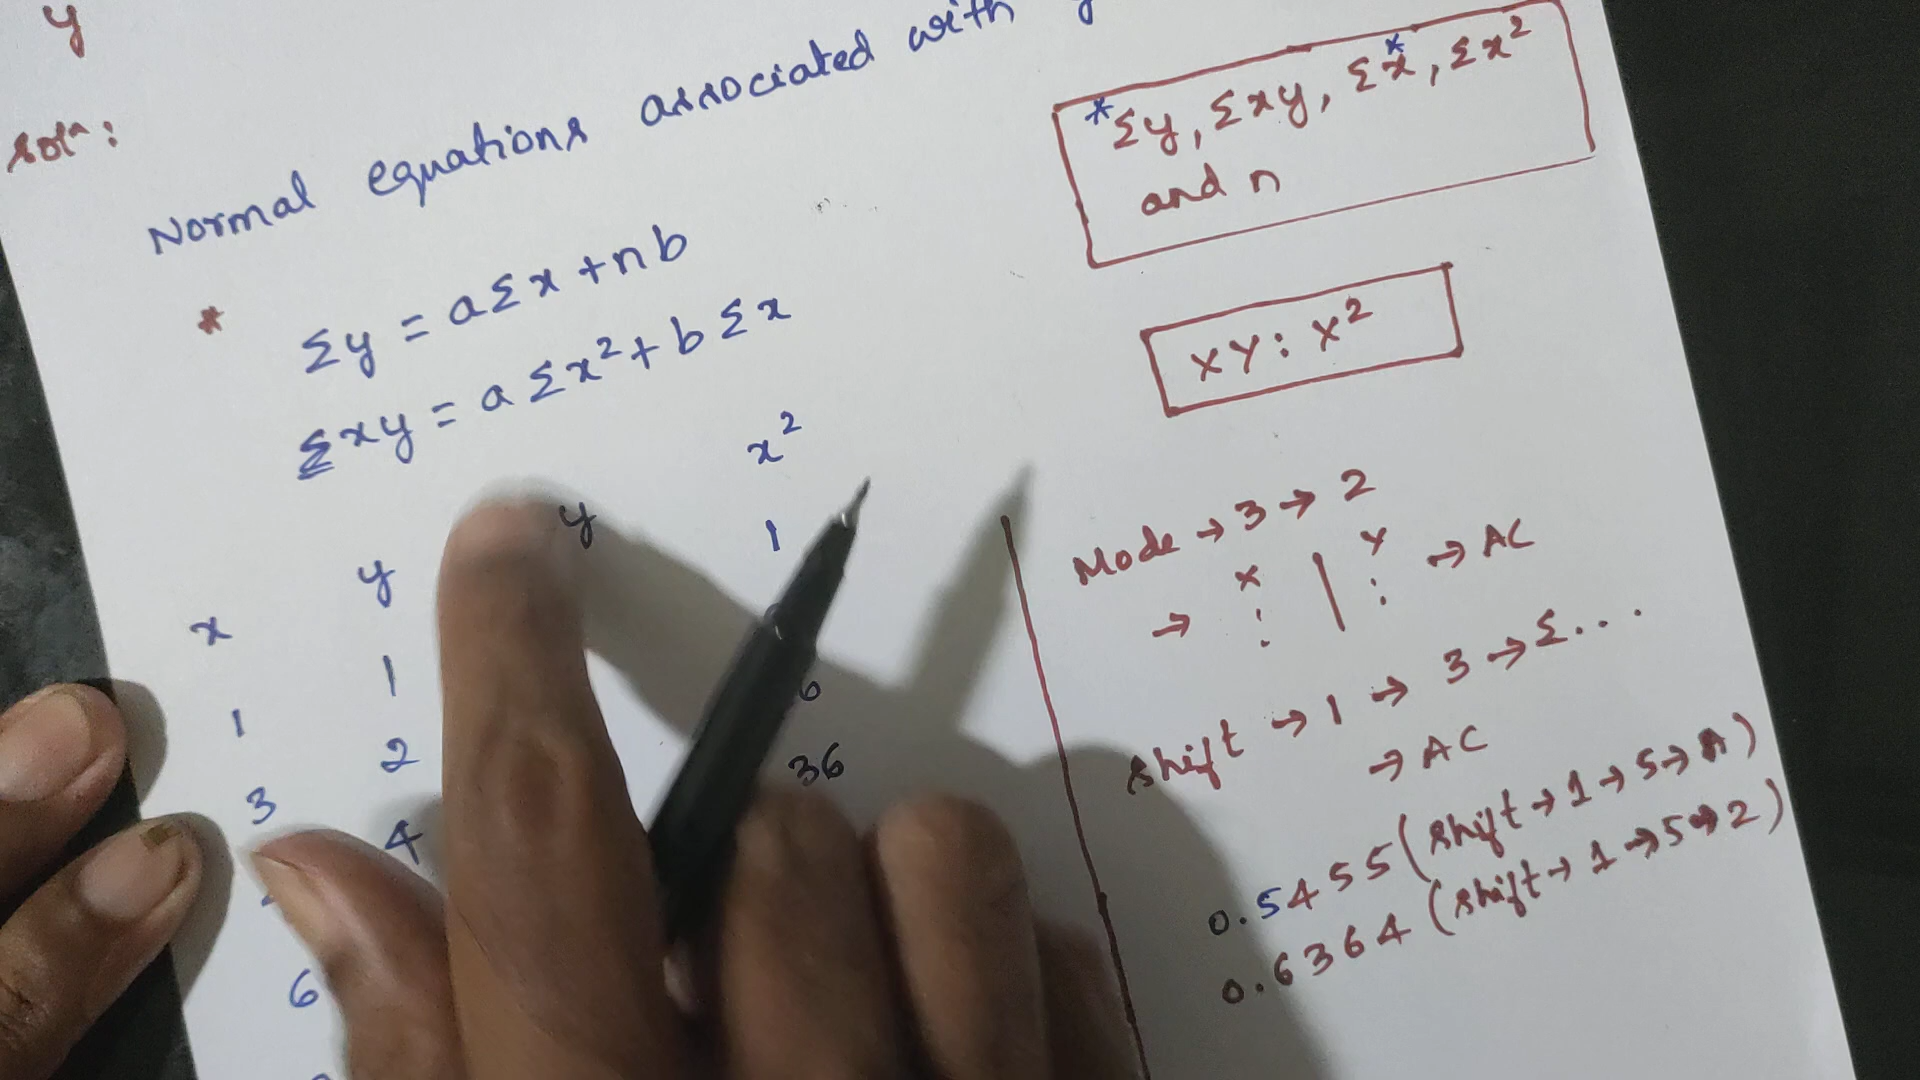 y
Soln:
Normal equations associated with
* Σy = aΣx + nb
Σxy = aΣx² + bΣx
x y y x²
1 1 1
3 2
4 6
36
6
*Σy, Σxy, Σx*, Σx²
and n
XY : X²
Mode → 3 → 2
→ X | Y → AC
: | :
Shift → 1 → 3 → Σ...
→ AC
0.5455 (Shift → 1 → 5 → A)
0.6364 (Shift → 1 → 5 → 2)